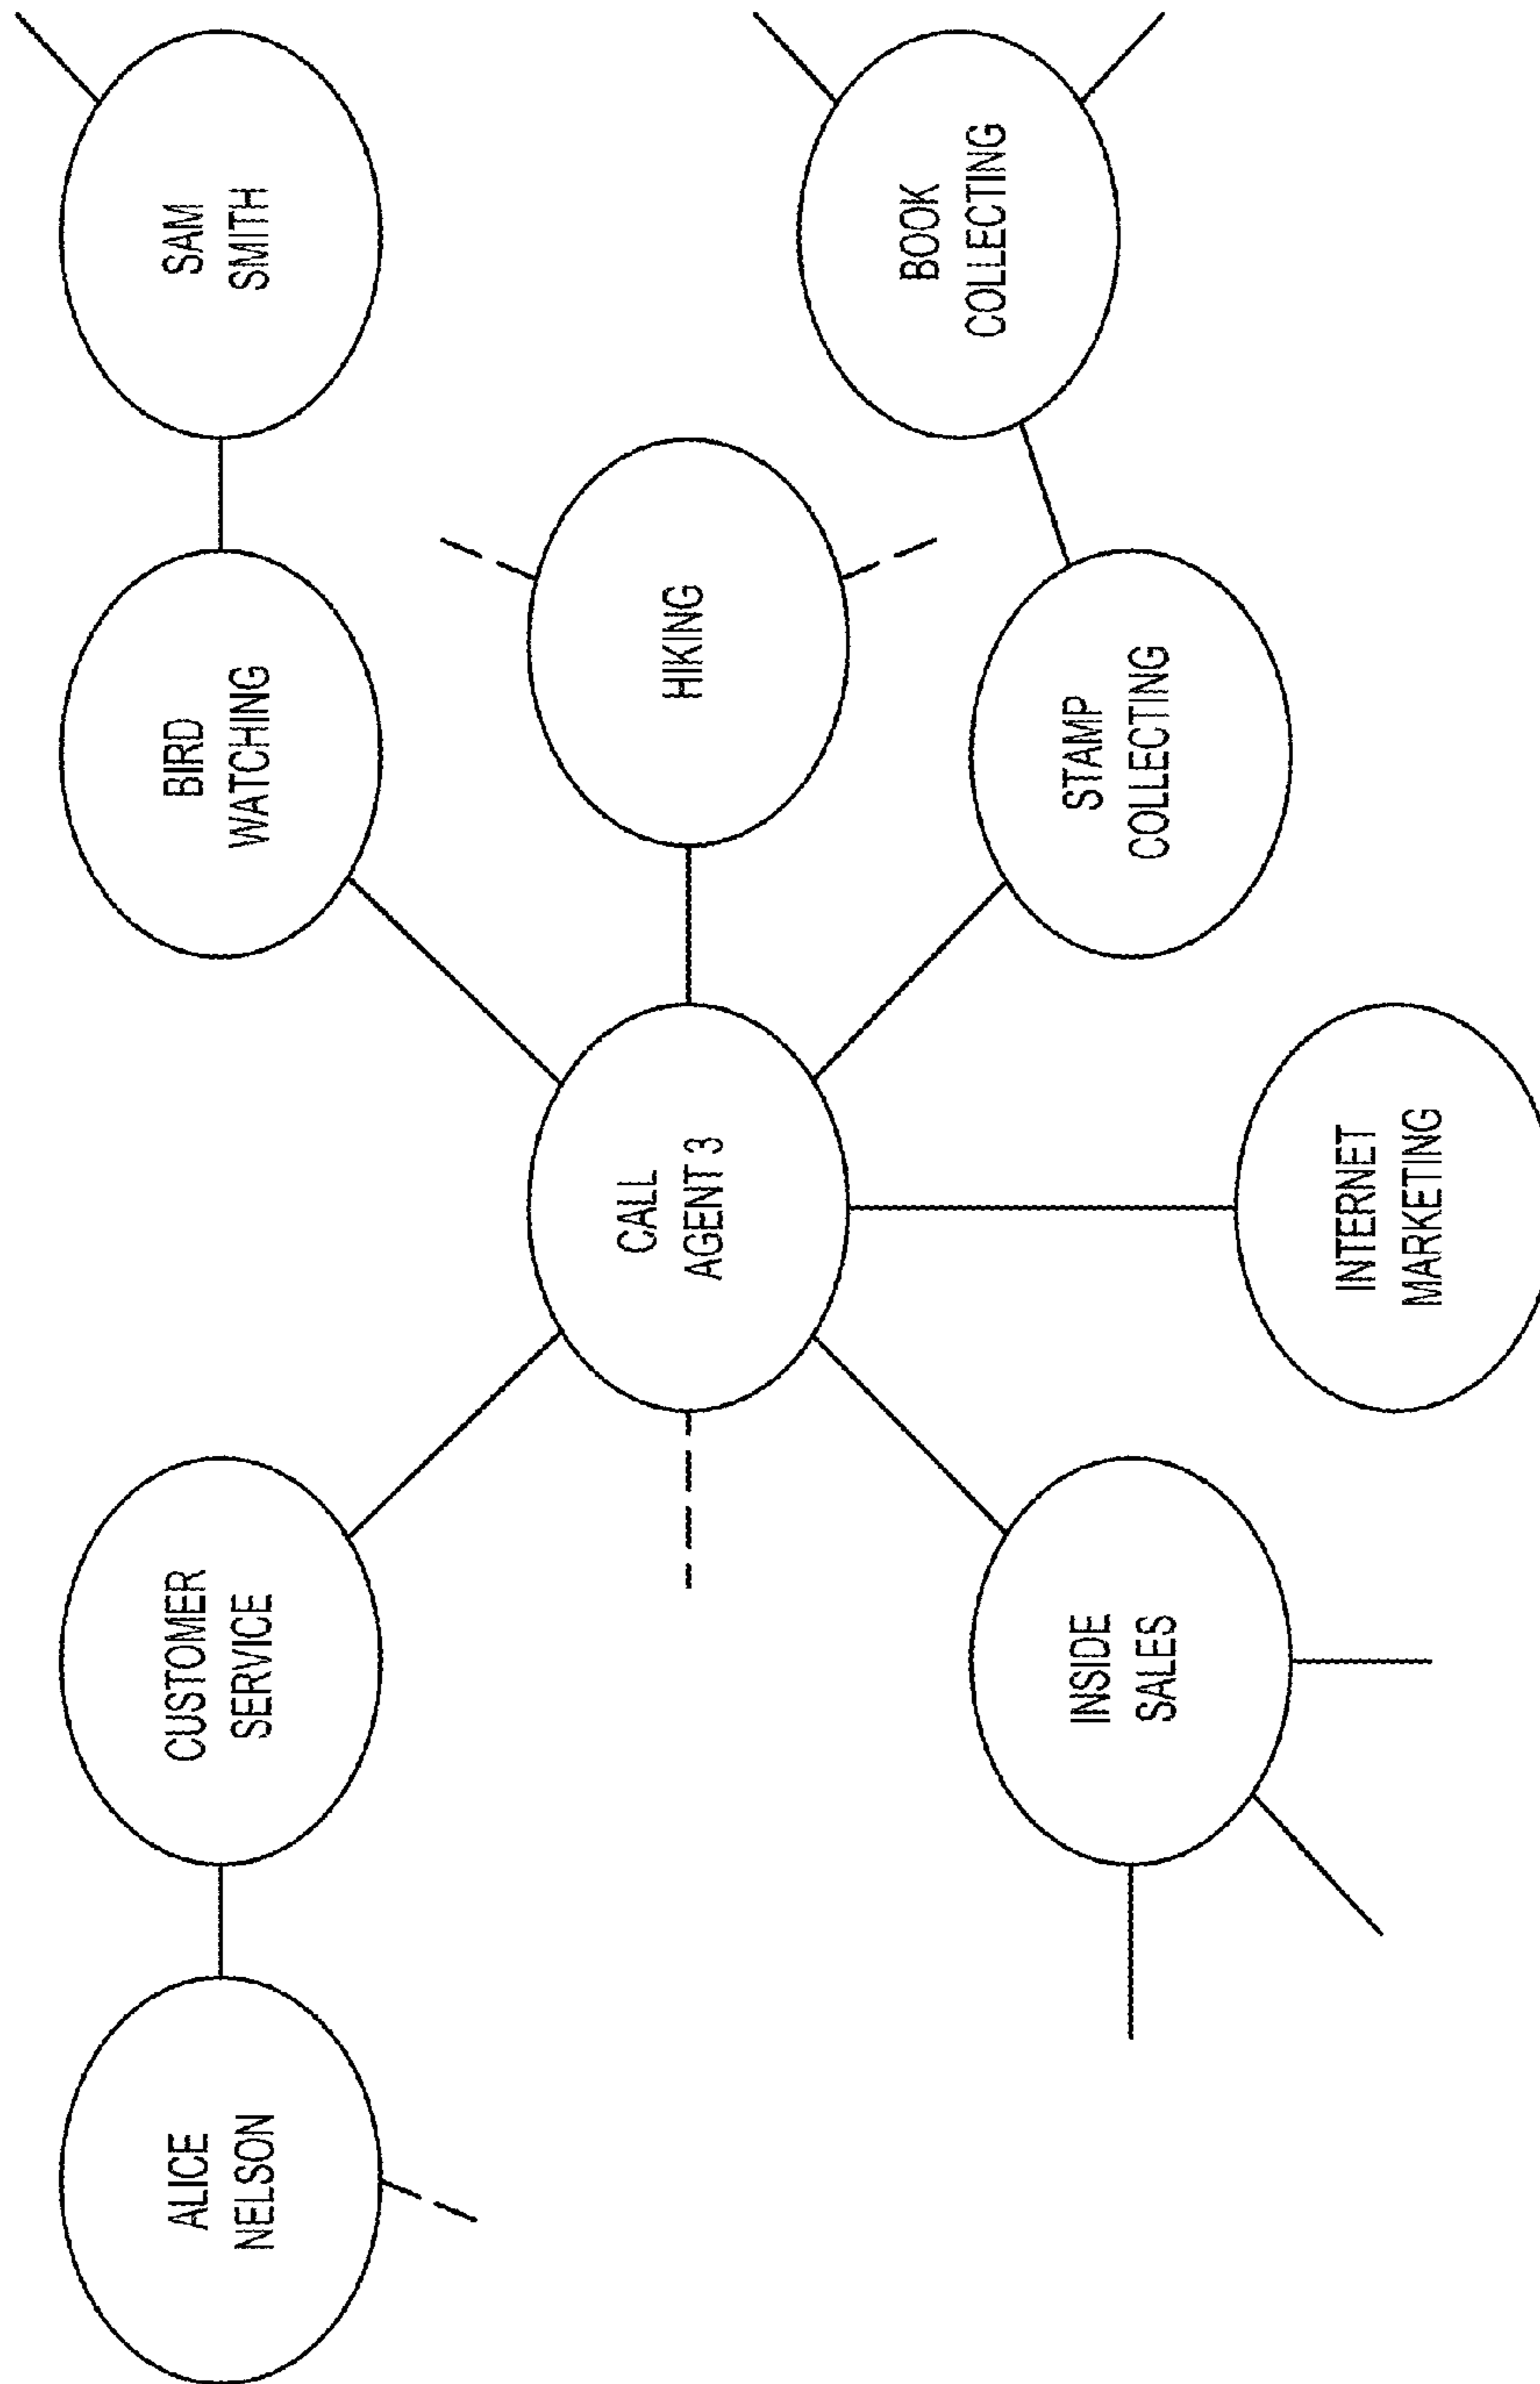 ALICE
NELSON
CUSTOMER
SERVICE
BIRD
WATCHING
SAM
SMITH
CALL
AGENT 3
HIKING
INSIDE
SALES
INTERNET
MARKETING
STAMP
COLLECTING
BOOK
COLLECTING